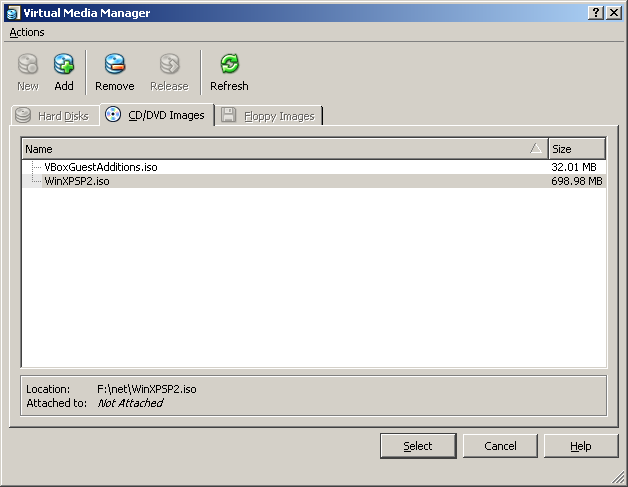 Virtual Media Manager
Actions
New Add Remove Release Refresh
Hard Disks CD/DVD Images Floppy Images
Name Size
VBoxGuestAdditions.iso 32.01 MB
WinXPSP2.iso 698.98 MB
Location: F:\net\WinXPSP2.iso
Attached to: Not Attached
Select Cancel Help